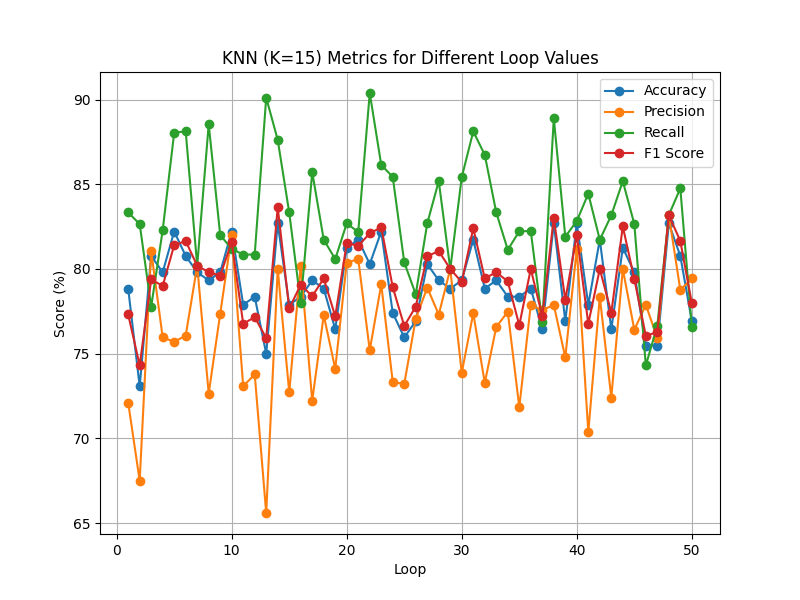 KNN (K=15) Metrics for Different Loop Values
Accuracy
Precision
Recall
F1 Score
Score (%)
90
85
80
75
70
65
0 10 20 30 40 50
Loop